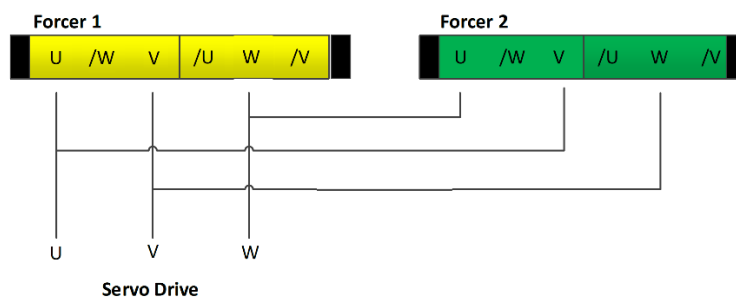 Forcer 1
Forcer 2
U /W V /U W /V
U /W V /U W /V
U V W
Servo Drive